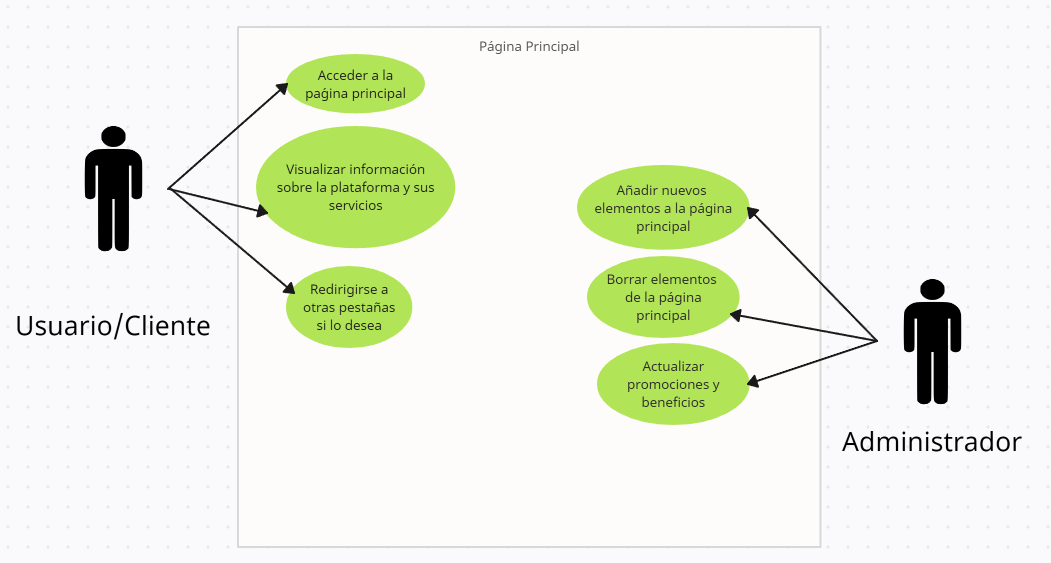 Página Principal
Acceder a la
paǵina principal
Visualizar información
sobre la plataforma y sus
servicios
Redirigirse a
otras pestañas
si lo desea
Usuario/Cliente
Añadir nuevos
elementos a la página
principal
Borrar elementos
de la página
principal
Actualizar
promociones y
beneficios
Administrador